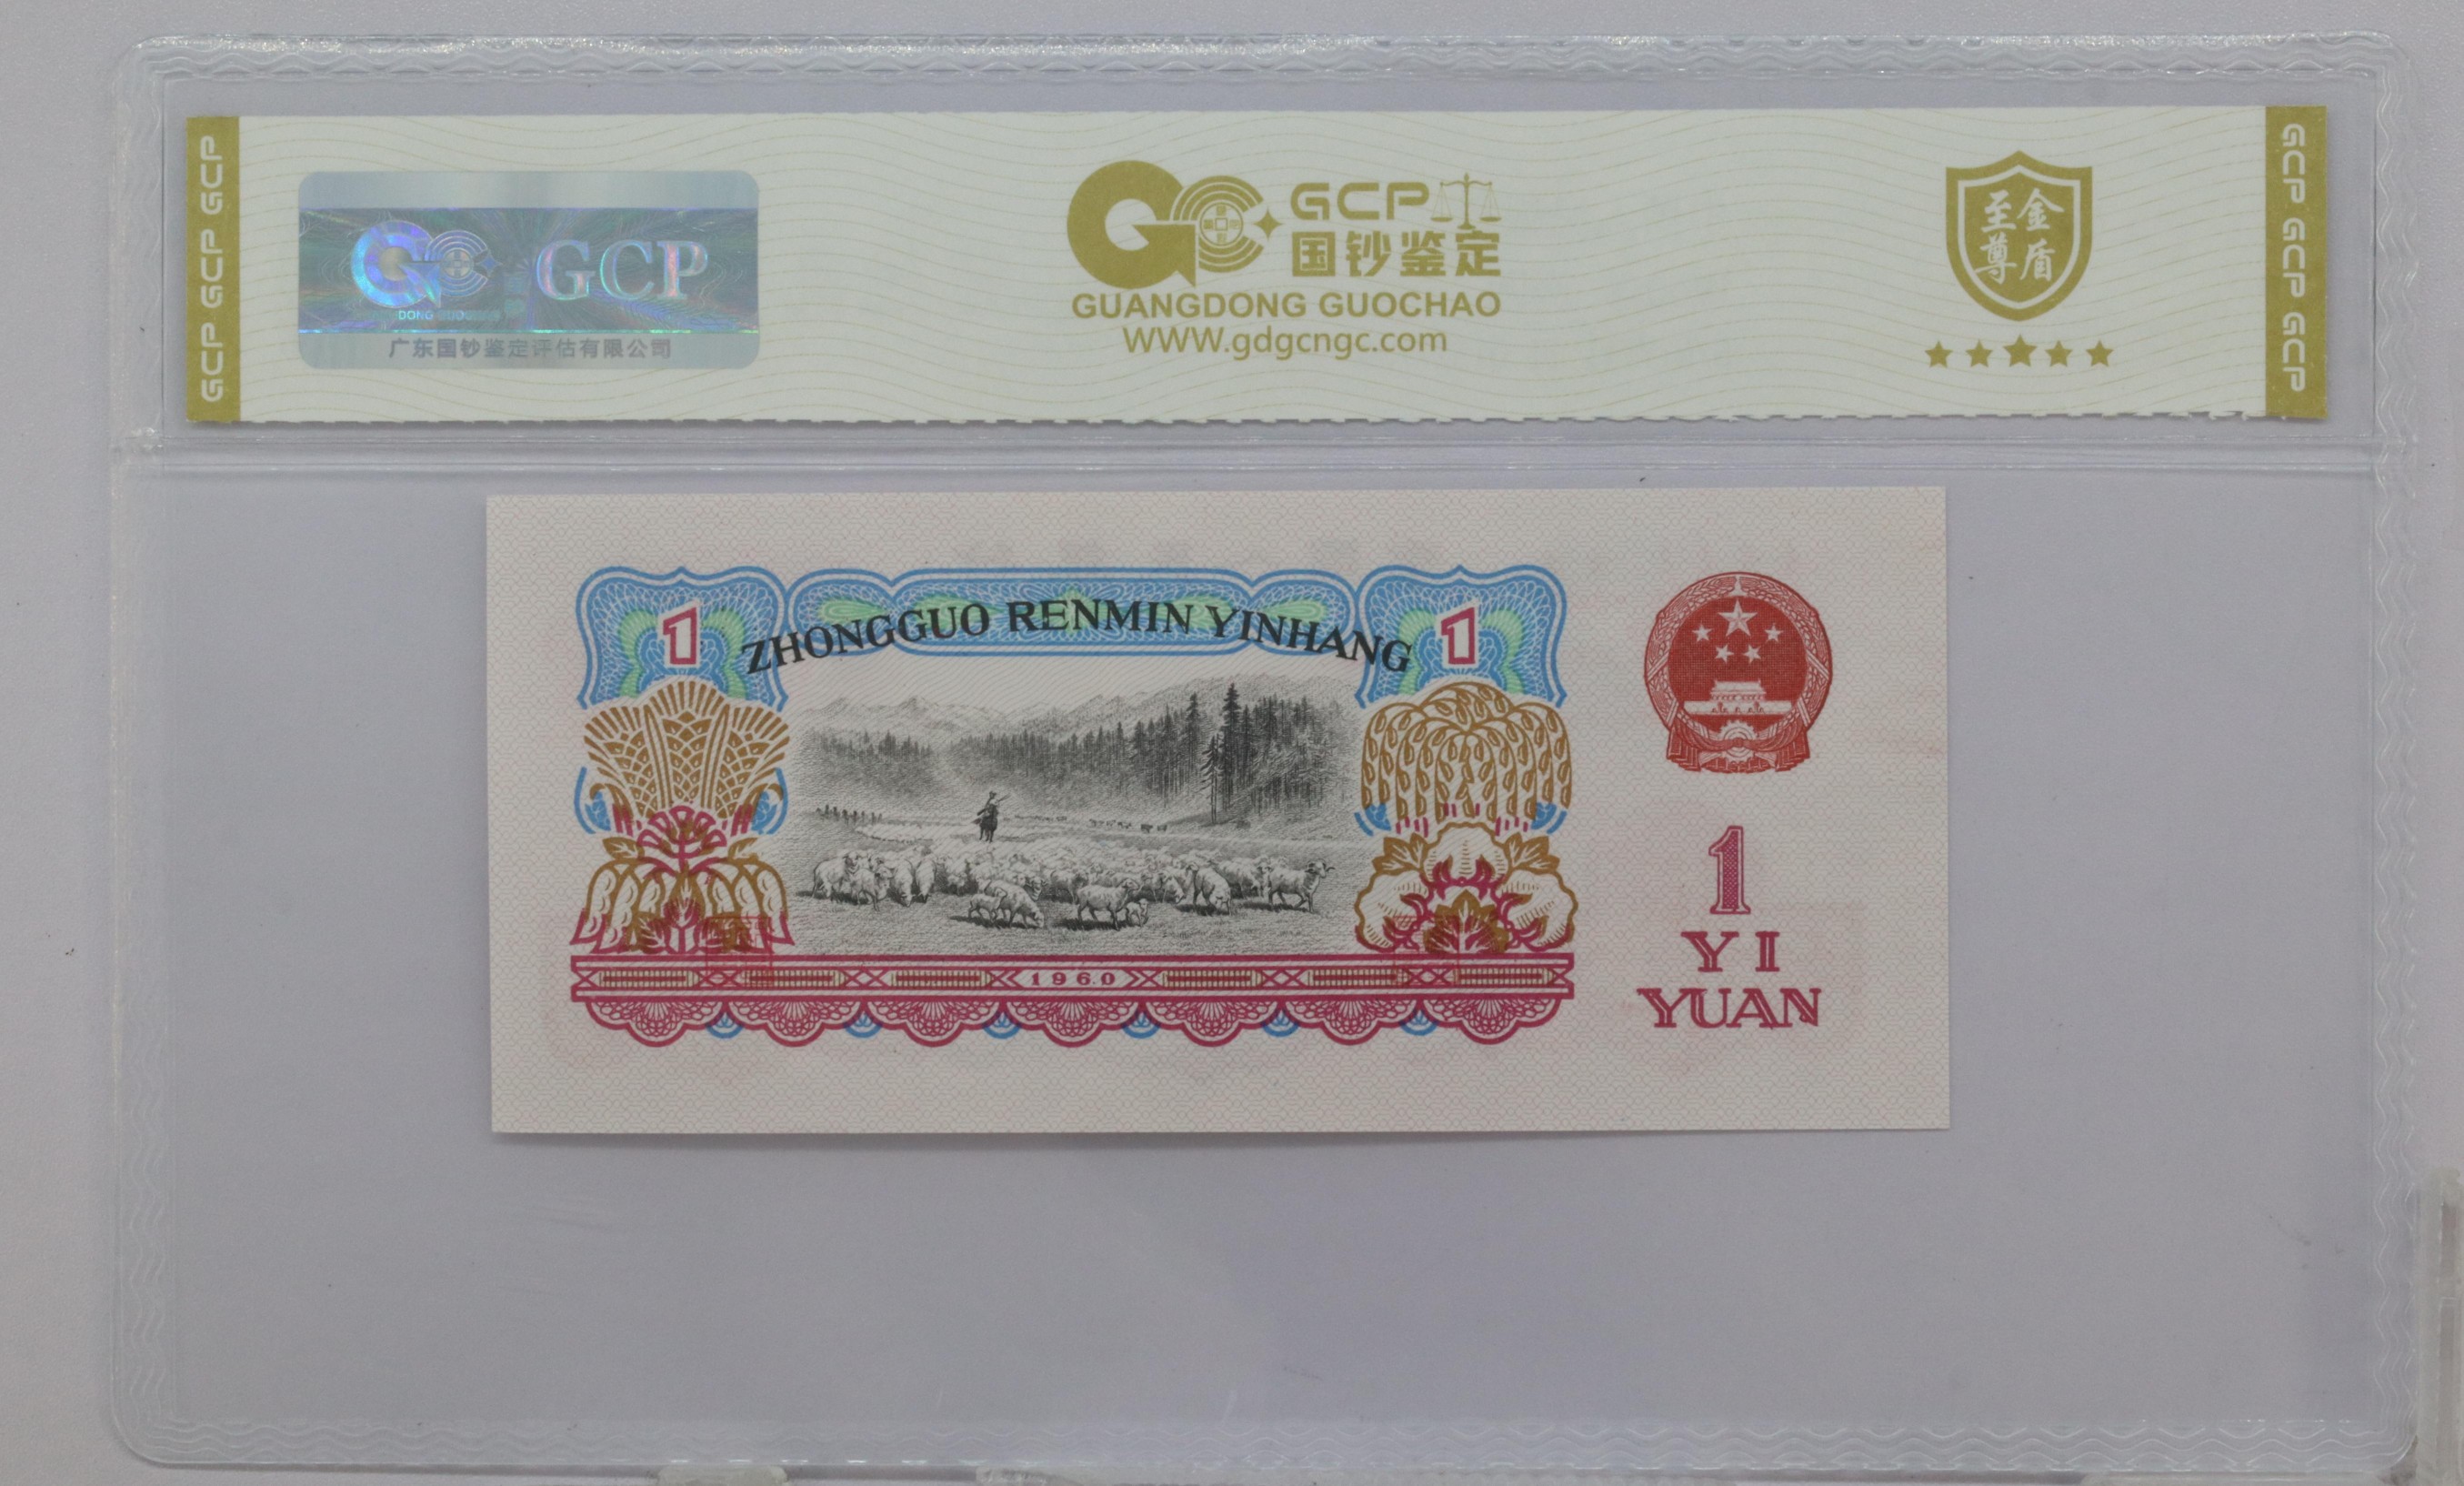 GCP GCP GCP
GCP
DONG GUOCHAO
广东国钞鉴定评估有限公司
GCP
国钞鉴定
GUANGDONG GUOCHAO
WWW.gdgcngc.com
至尊金盾
GCP GCP GCP
ZHONGGUO RENMIN YINHANG
1
1
1960
1
YI
YUAN